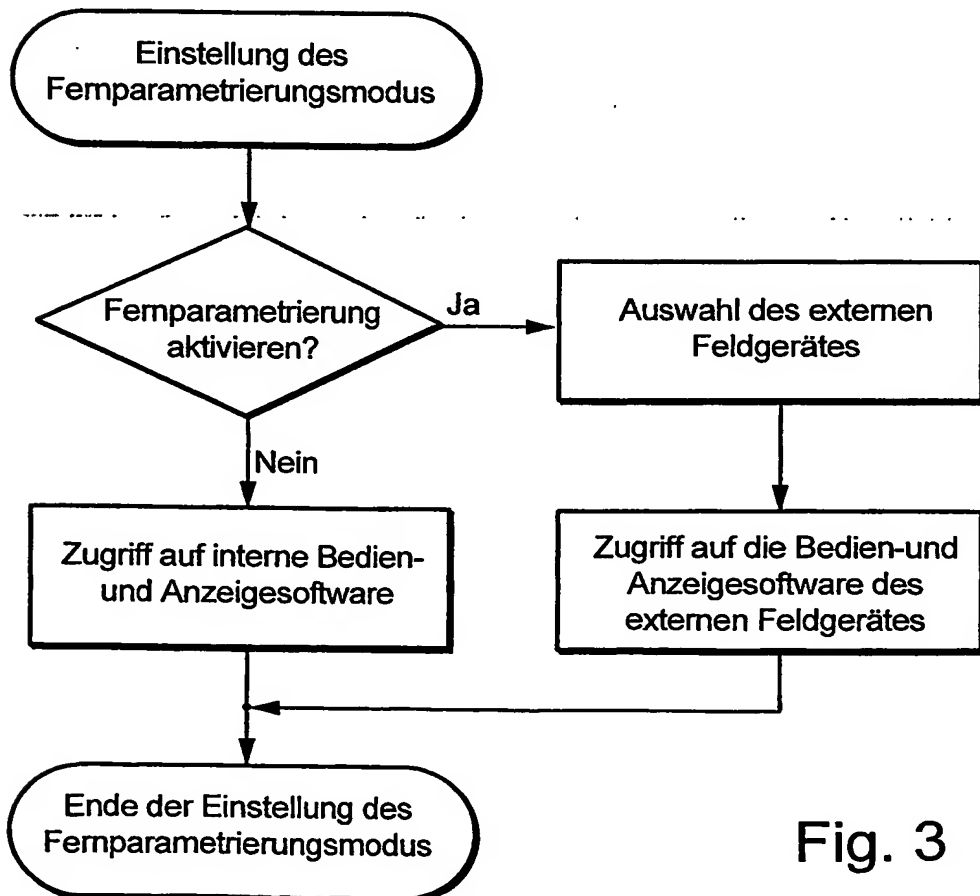 Einstellung des
Fernparametrierungsmodus
Fernparametrierung
aktivieren?
Ja
Auswahl des externen
Feldgerätes
Nein
Zugriff auf interne Bedien-
und Anzeigesoftware
Zugriff auf die Bedien-und
Anzeigesoftware des
externen Feldgerätes
Ende der Einstellung des
Fernparametrierungsmodus
Fig. 3